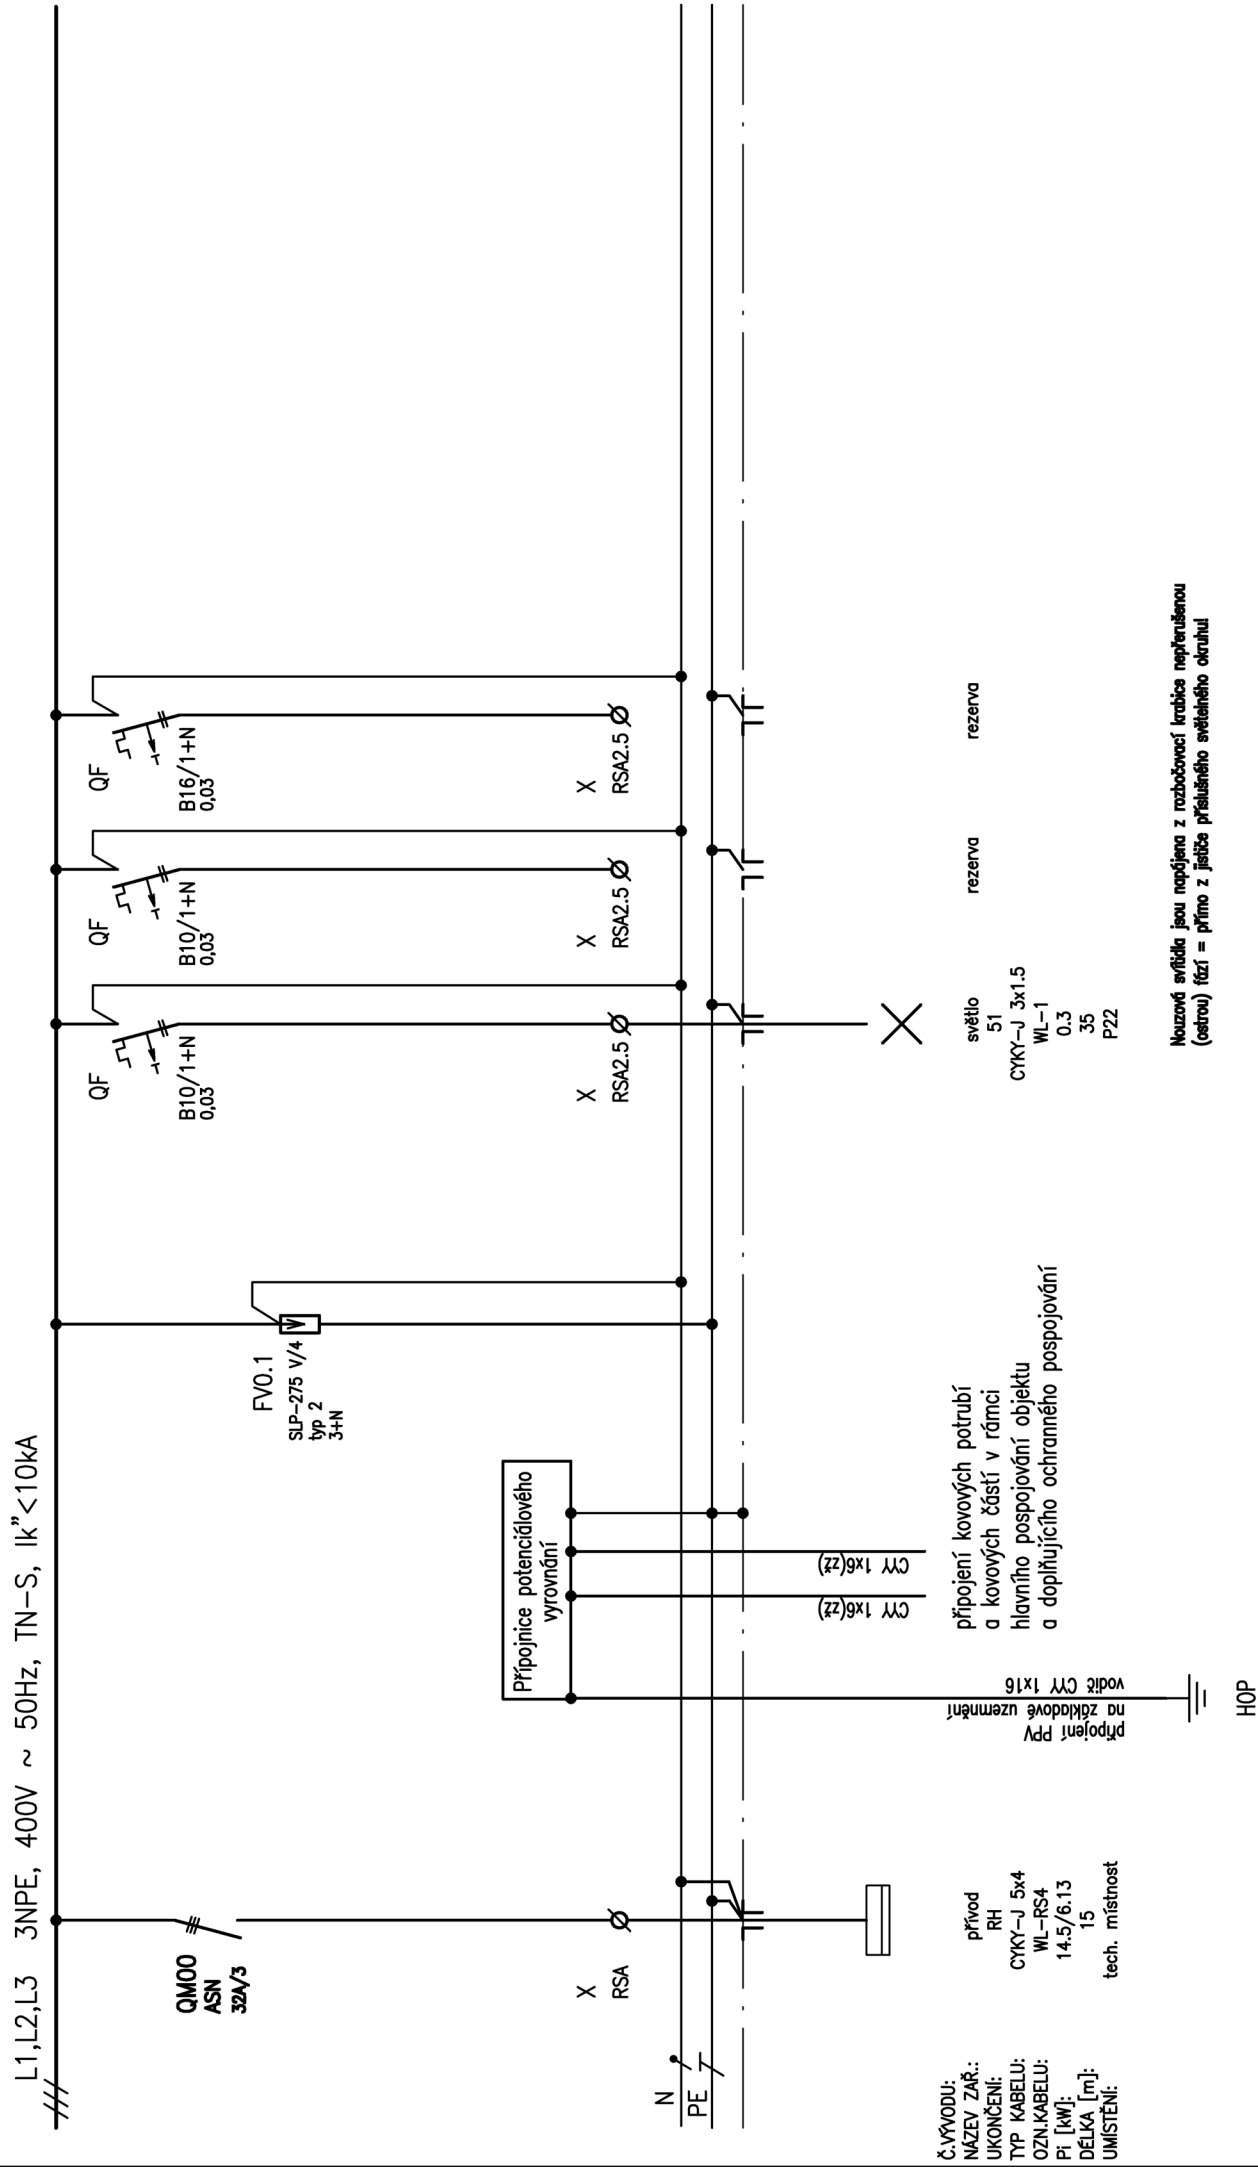 L1,L2,L3  3NPE, 400V ~ 50Hz, TN-S, Ik"<10kA
QM00
ASN
32A/3
X
RSA
N
PE
Přípojnice potenciálového
vyrovnání
CYY 1x6(zž)
CYY 1x6(zž)
připojení PPV
na základové uzemnění
vodič CYY 1x16
HOP
připojení kovových potrubí
a kovových částí v rámci
hlavního pospojování objektu
a doplňujícího ochranného pospojování
FV0.1
SLP-275 V/4
typ 2
3+N
QF
B10/1+N
0,03
X
RSA2.5
QF
B10/1+N
0,03
X
RSA2.5
QF
B16/1+N
0,03
X
RSA2.5
Č.VÝVODU:
NÁZEV ZAŘ.:
UKONČENÍ:
TYP KABELU:
OZN.KABELU:
Pi [kW]:
DÉLKA [m]:
UMÍSTĚNÍ:
přívod
RH
CYKY-J 5x4
WL-RS4
14.5/6.13
15
tech. místnost
světlo
51
CYKY-J 3x1.5
WL-1
0.3
35
P22
rezerva
rezerva
Nouzová svítidla jsou napájena z rozbočovací krabice nepřerušenou
(ostrou) fází = přímo z jističe příslušného světelného okruhu!